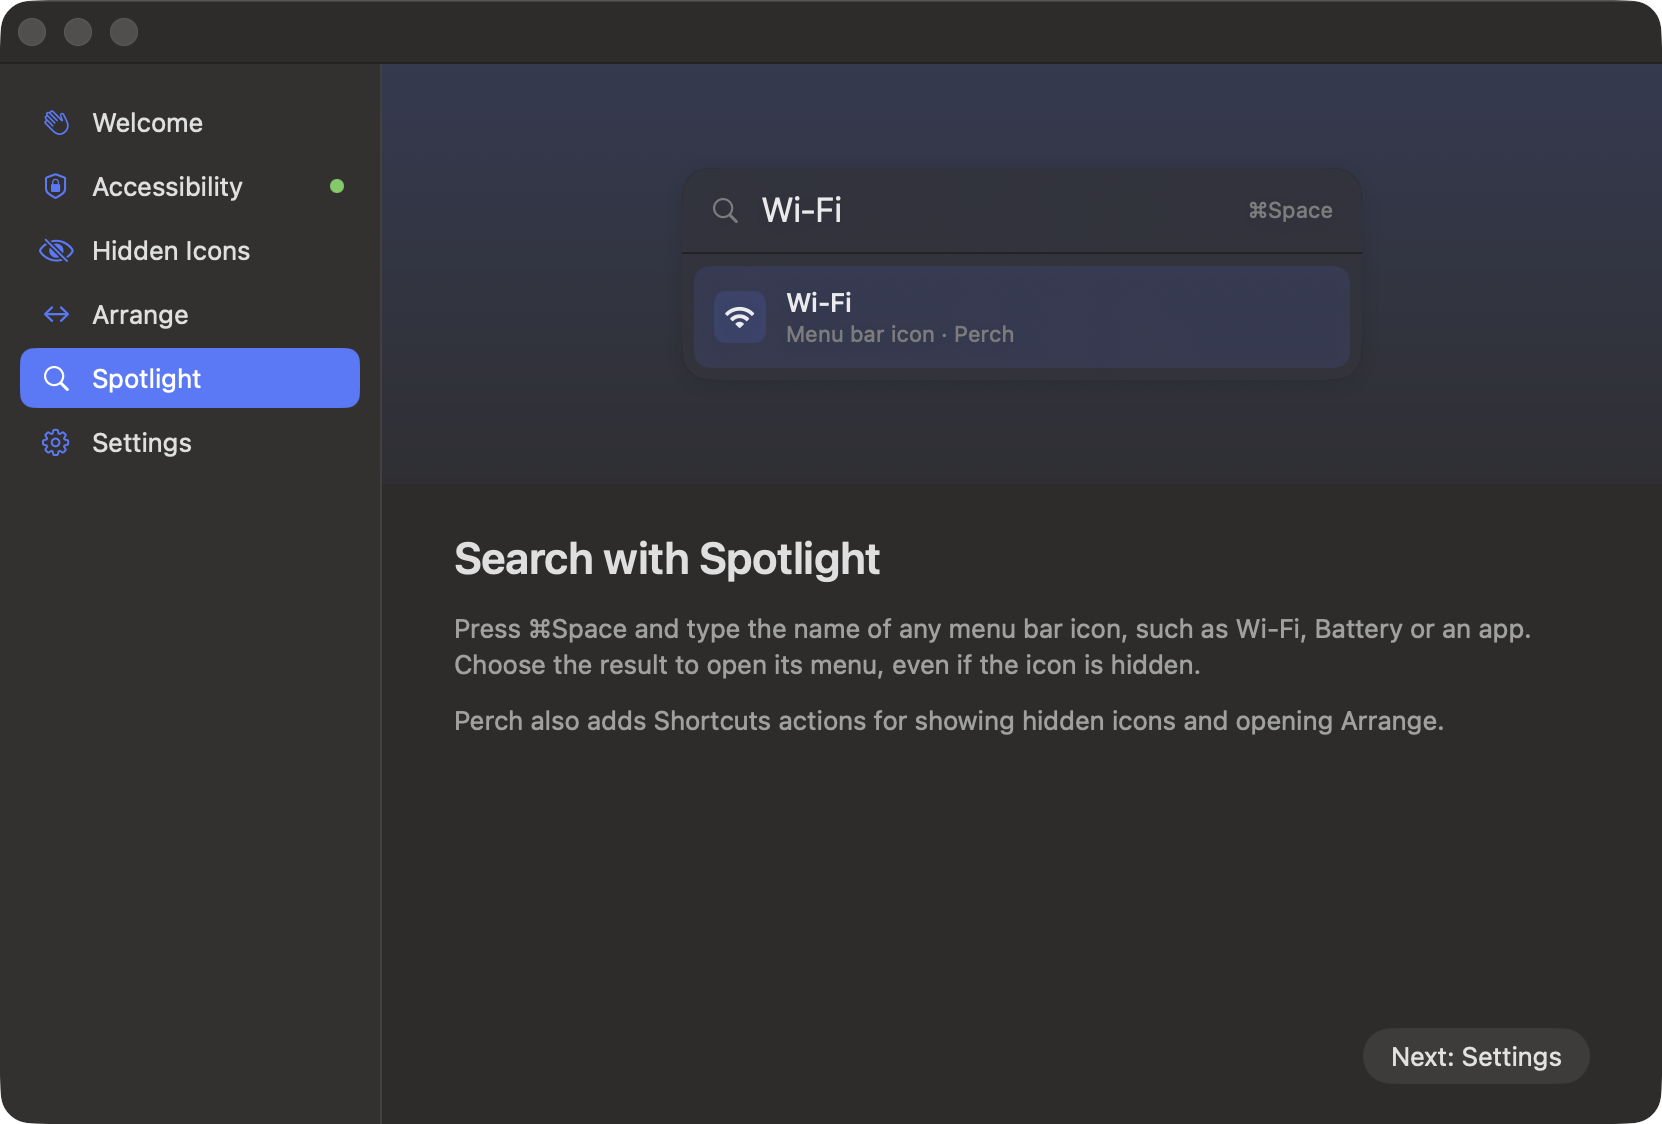 Welcome
Accessibility
Hidden Icons
Arrange
Spotlight
Settings
Wi-Fi
⌘Space
Wi-Fi
Menu bar icon · Perch
Search with Spotlight
Press ⌘Space and type the name of any menu bar icon, such as Wi-Fi, Battery or an app.
Choose the result to open its menu, even if the icon is hidden.
Perch also adds Shortcuts actions for showing hidden icons and opening Arrange.
Next: Settings